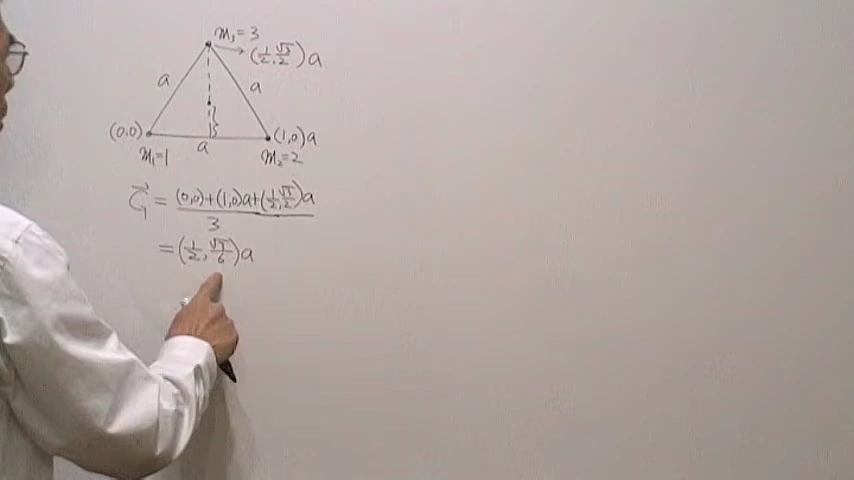 m₃=3
(1/2, √3/2)a
a
a
(0,0)
(1,0)a
a
m₁=1
m₂=2
G⃗ = ((0,0)+(1,0)a+(1/2, √3/2)a)/3
=(1/2, √3/6)a